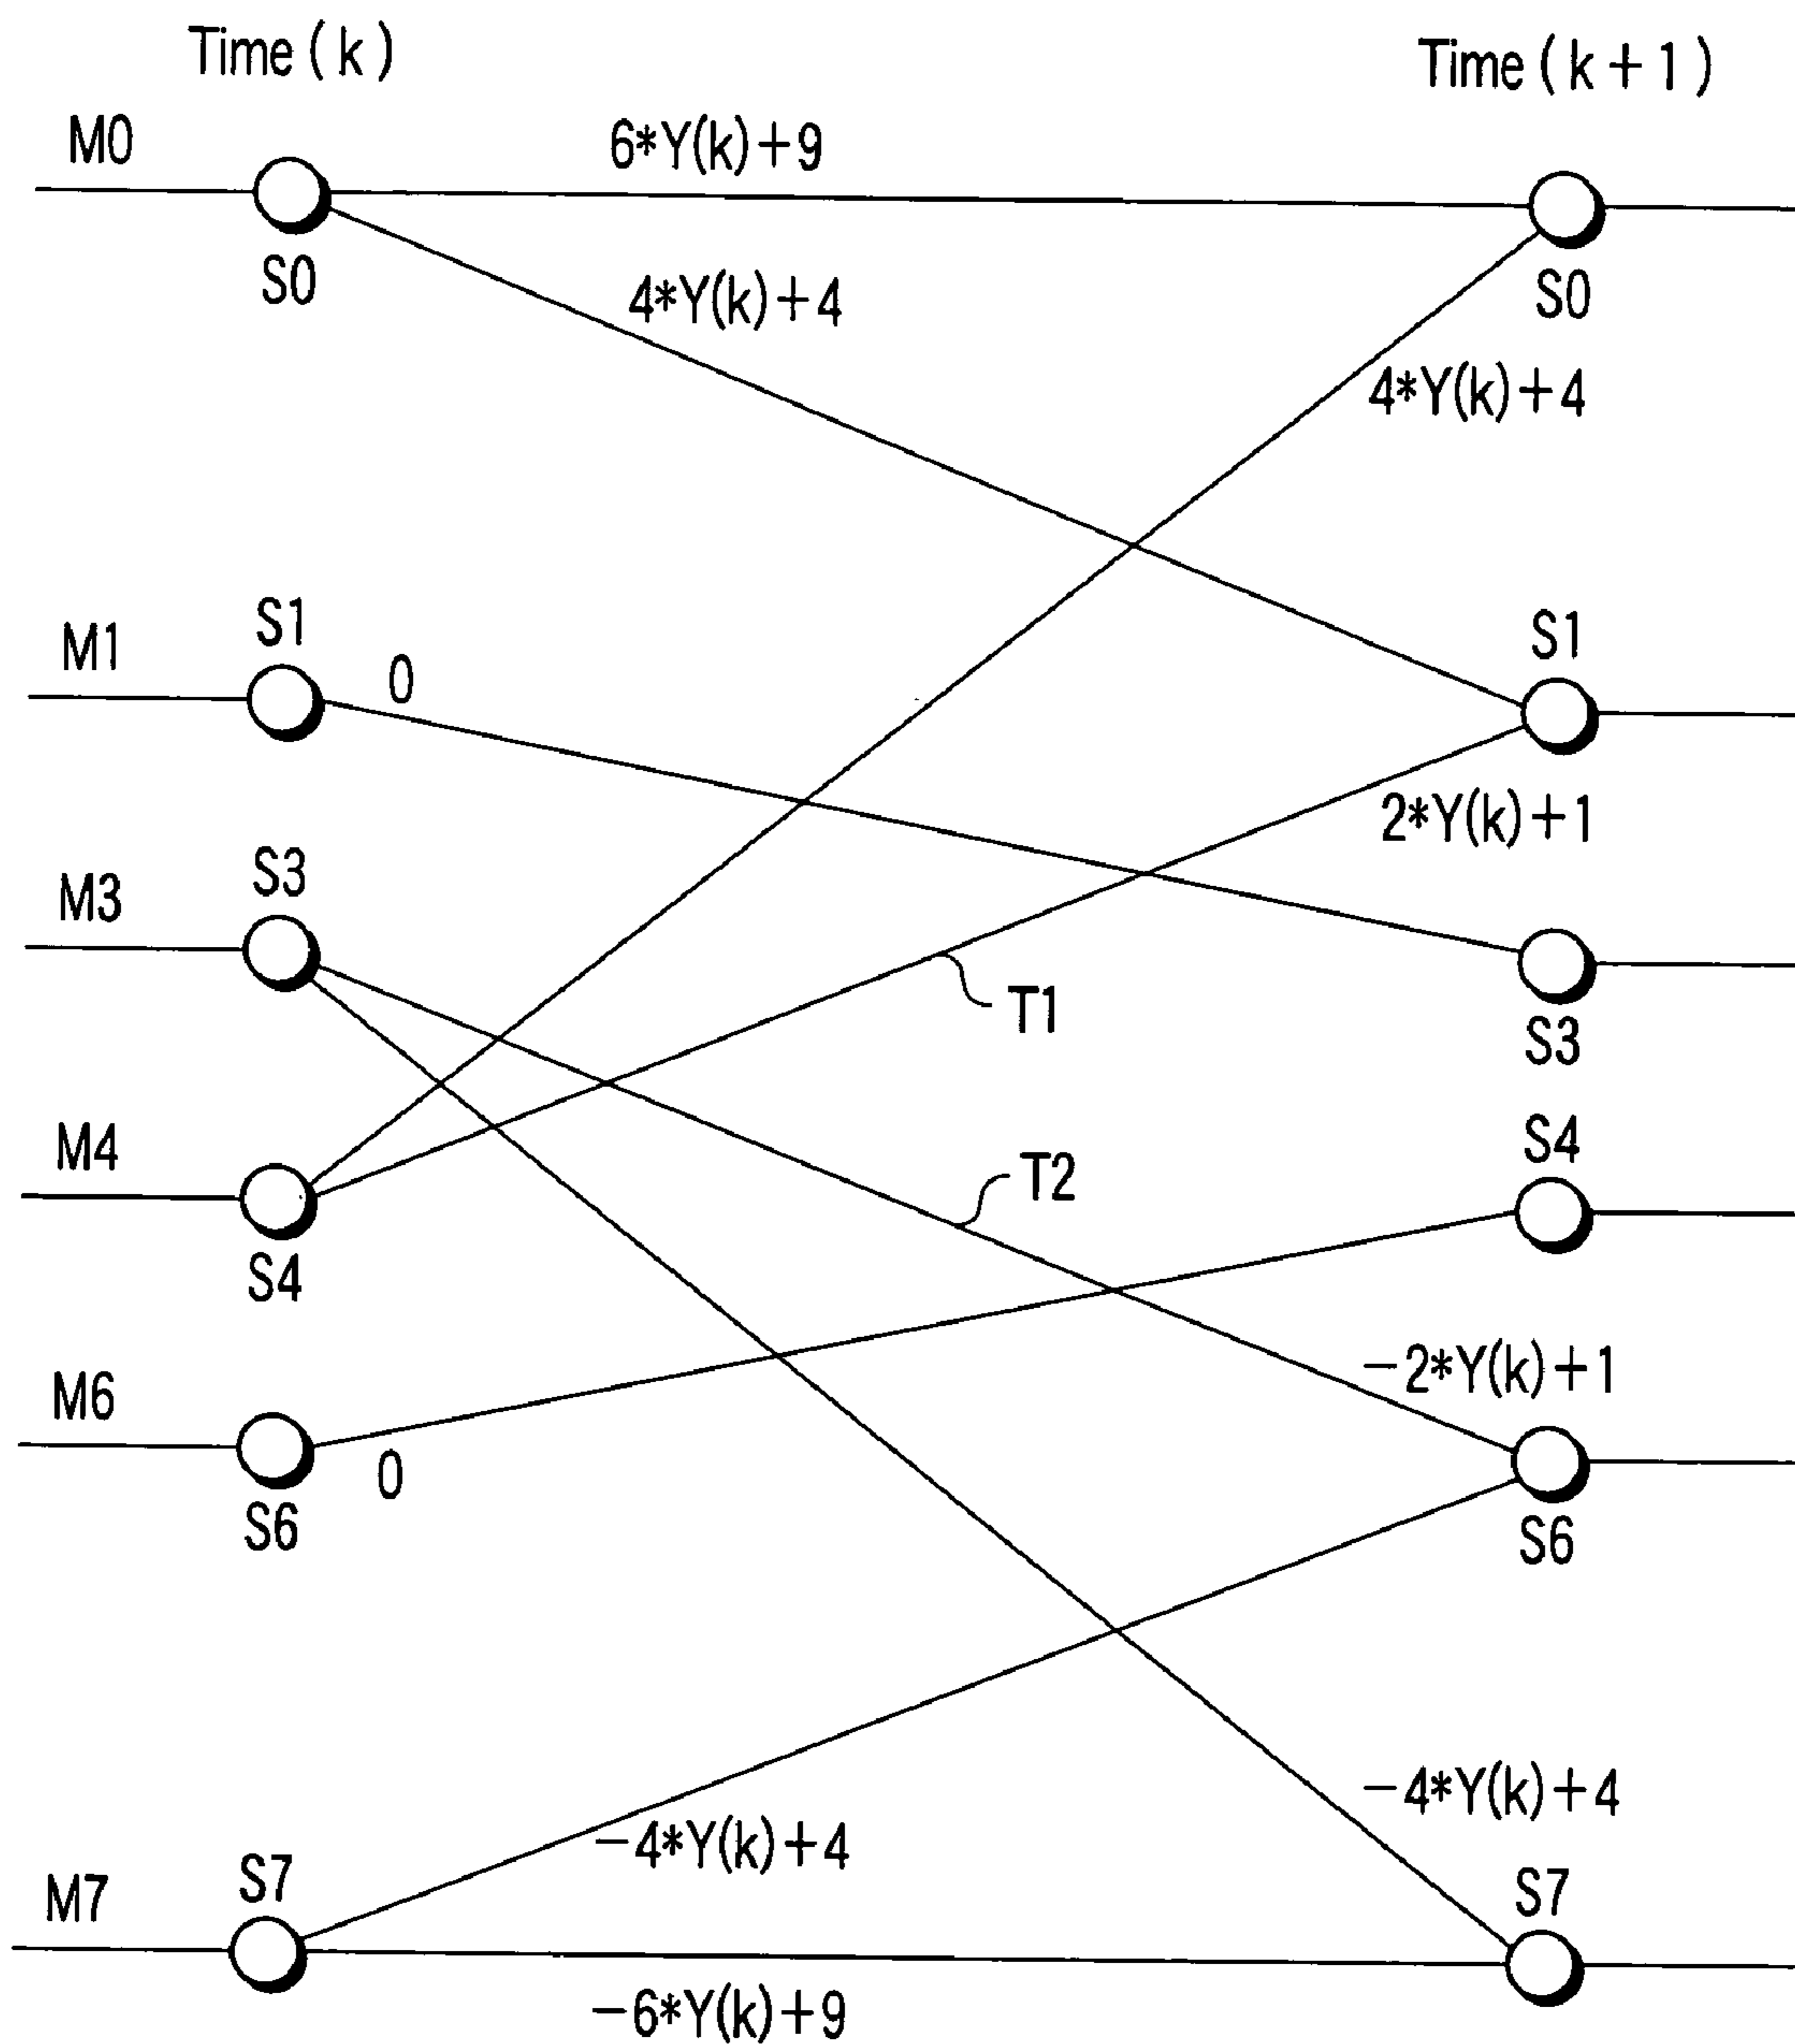 Time (k)
Time (k+1)
M0
6*Y(k)+9
S0
S0
4*Y(k)+4
4*Y(k)+4
M1
S1
0
S1
2*Y(k)+1
M3
S3
T1
S3
M4
S4
T2
S4
-2*Y(k)+1
M6
0
S6
S6
-4*Y(k)+4
-4*Y(k)+4
M7
S7
S7
-6*Y(k)+9